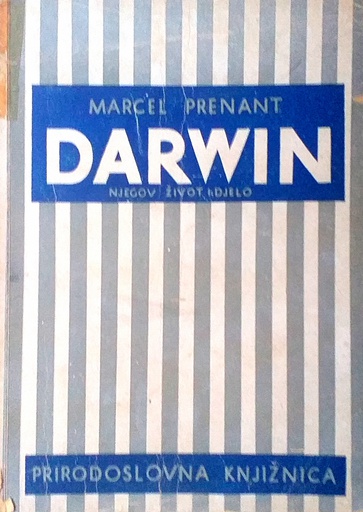 MARCEL PRENANT
DARWIN
NJEGOV ŽIVOT I DJELO
PRIRODOSLOVNA KNJIŽNICA